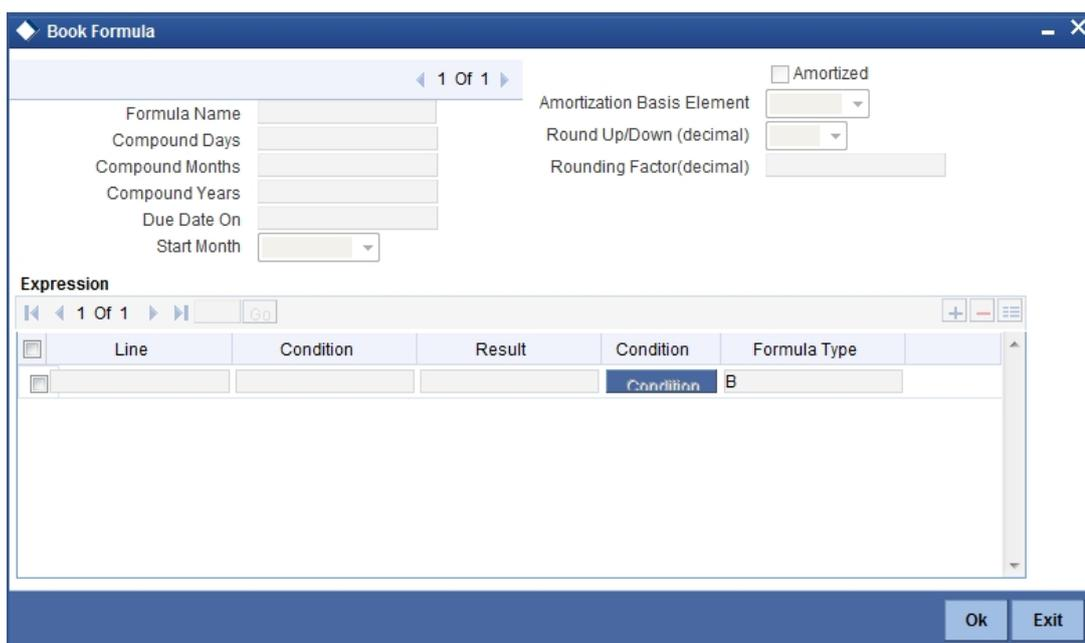 Book Formula
1 Of 1
Formula Name
Compound Days
Compound Months
Compound Years
Due Date On
Start Month
Amortized
Amortization Basis Element
Round Up/Down (decimal)
Rounding Factor(decimal)
Expression
1 Of 1 Go
Line Condition Result Condition Formula Type
Condition B
Ok Exit